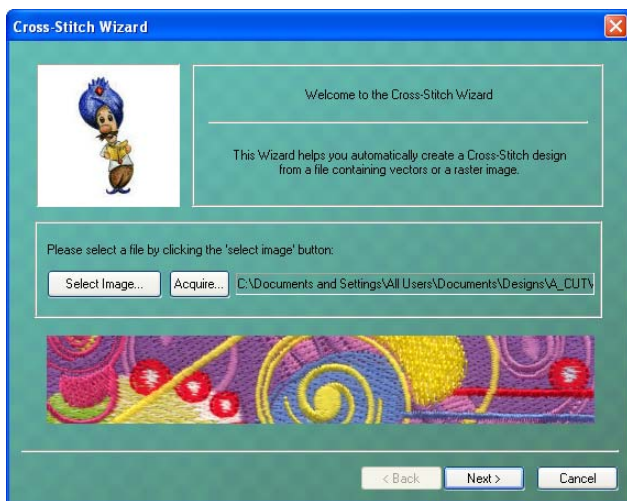 Cross-Stitch Wizard
Welcome to the Cross-Stitch Wizard
This Wizard helps you automatically create a Cross-Stitch design
from a file containing vectors or a raster image.
Please select a file by clicking the 'select image' button:
Select Image... Acquire... C:\Documents and Settings\All Users\Documents\Designs\A_CUT\
< Back Next > Cancel